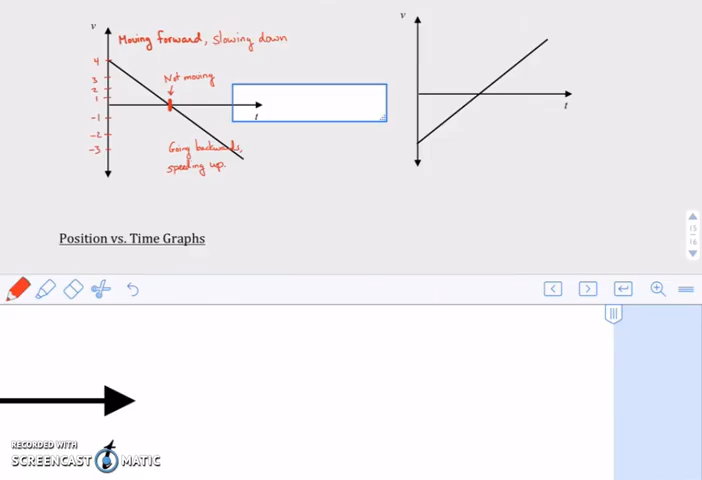 v
Moving forward, slowing down
4
3
2
1
-1
-2
-3
Not moving
t
Going backwards,
speeding up.
v
t
Position vs. Time Graphs
15
16
RECORDED WITH
SCREENCAST MATIC